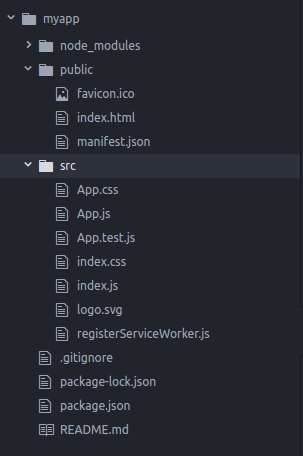 myapp
node_modules
public
favicon.ico
index.html
manifest.json
src
App.css
App.js
App.test.js
index.css
index.js
logo.svg
registerServiceWorker.js
.gitignore
package-lock.json
package.json
README.md